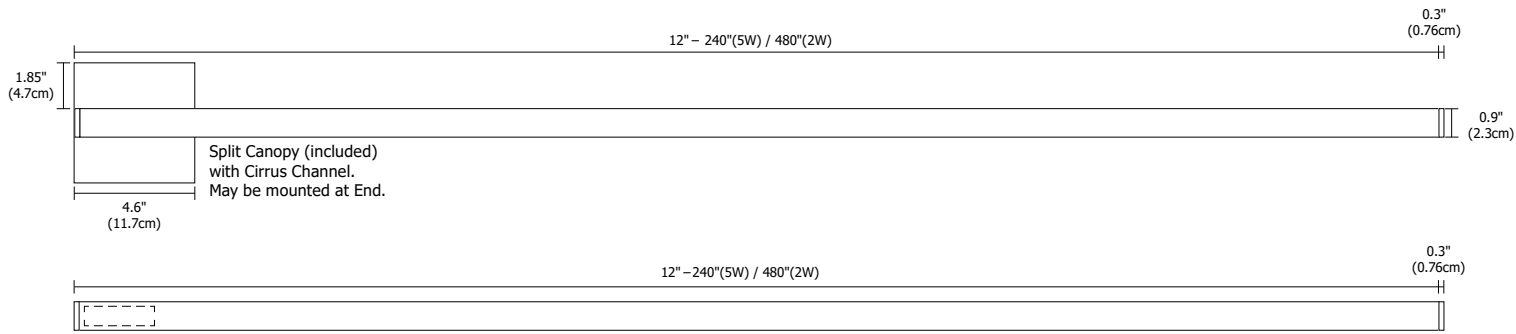 0.3"
(0.76cm)
12" – 240"(5W) / 480"(2W)
1.85"
(4.7cm)
0.9"
(2.3cm)
Split Canopy (included)
with Cirrus Channel.
May be mounted at End.
4.6"
(11.7cm)
0.3"
(0.76cm)
12" –240"(5W) / 480"(2W)